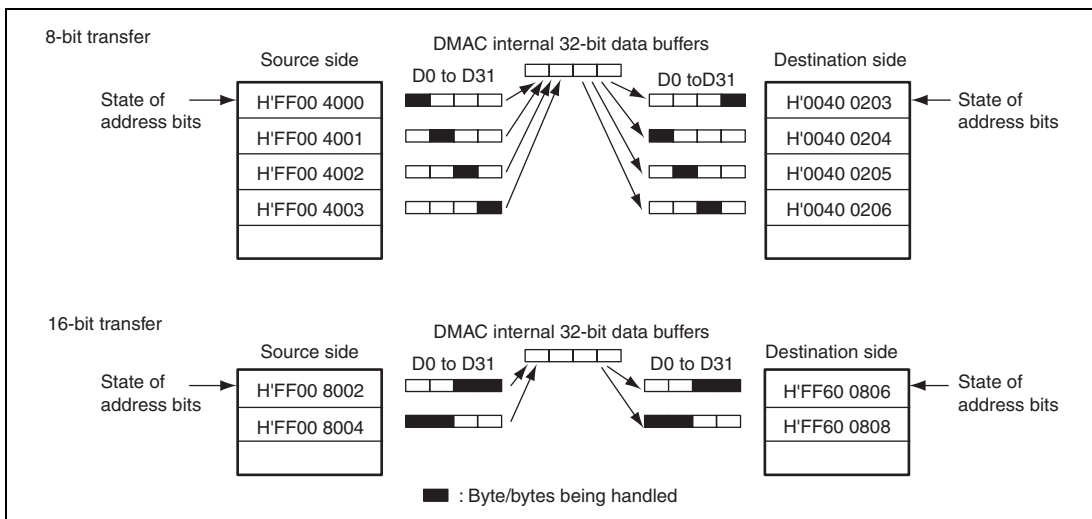 8-bit transfer
DMAC internal 32-bit data buffers
Source side
D0 to D31
D0 toD31
Destination side
State of
address bits
H'FF00 4000
H'FF00 4001
H'FF00 4002
H'FF00 4003
H'0040 0203
H'0040 0204
H'0040 0205
H'0040 0206
State of
address bits
16-bit transfer
DMAC internal 32-bit data buffers
Source side
D0 to D31
D0 to D31
Destination side
State of
address bits
H'FF00 8002
H'FF00 8004
H'FF60 0806
H'FF60 0808
State of
address bits
: Byte/bytes being handled